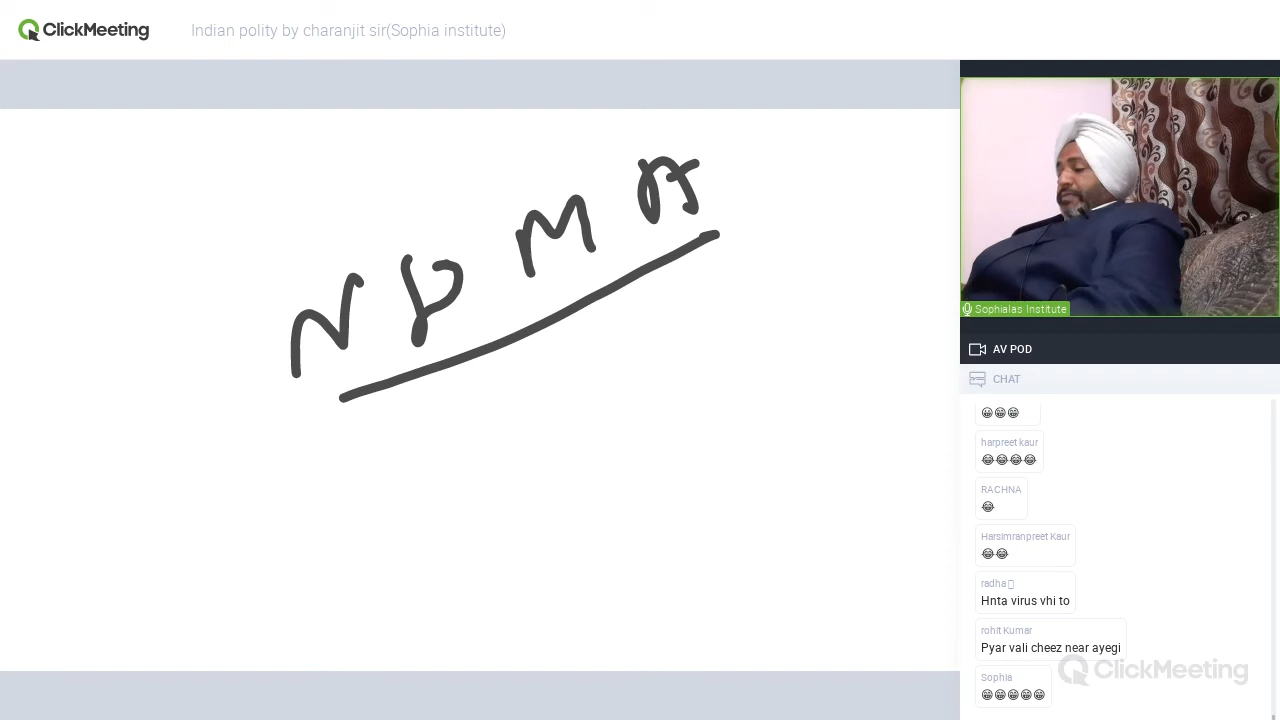 ClickMeeting
Indian polity by charanjit sir(Sophia institute)
NDMA
Sophialas Institute
AV POD
CHAT
😀😁😁
harpreet kaur
😂😂😂😂
RACHNA
😂
Harsimranpreet Kaur
😂😂
radha
Hnta virus vhi to
rohit Kumar
Pyar vali cheez near ayegi
ClickMeeting
Sophia
😁😁😁😁😁